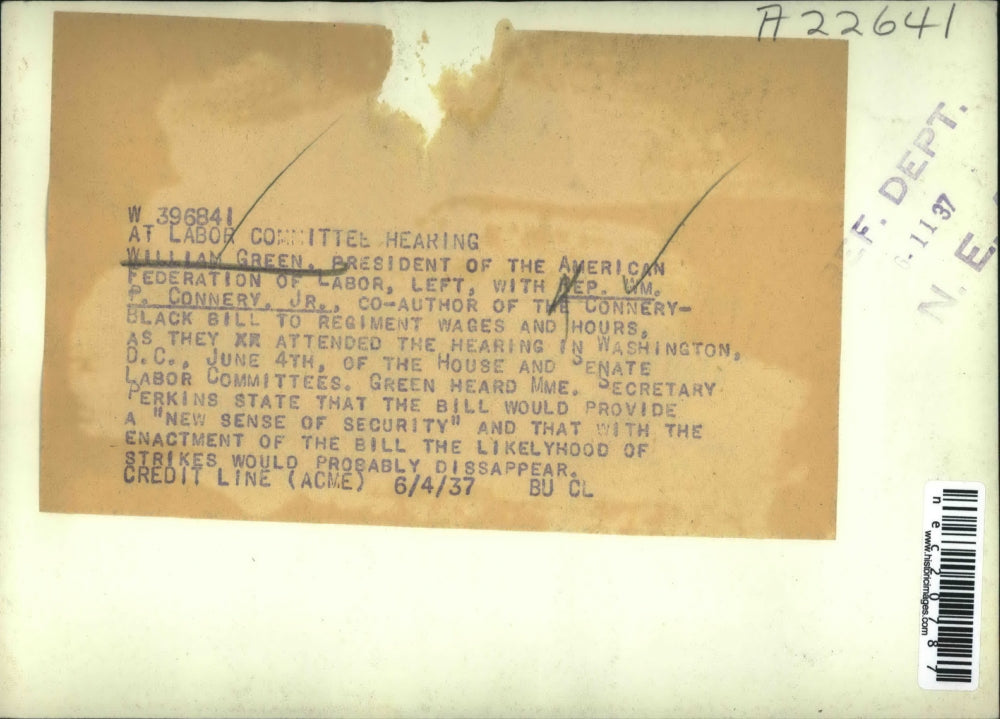 A22641
W 396841
AT LABOR COMMITTEE HEARING
WILLIAM GREEN, PRESIDENT OF THE AMERICAN
FEDERATION OF LABOR, LEFT, WITH REP. WM.
P. CONNERY, JR., CO-AUTHOR OF THE CONNERY-
BLACK BILL TO REGIMENT WAGES AND HOURS,
AS THEY XX ATTENDED THE HEARING IN WASHINGTON,
D.C., JUNE 4TH, OF THE HOUSE AND SENATE
LABOR COMMITTEES. GREEN HEARD MME. SECRETARY
PERKINS STATE THAT THE BILL WOULD PROVIDE
A "NEW SENSE OF SECURITY" AND THAT WITH THE
ENACTMENT OF THE BILL THE LIKELYHOOD OF
STRIKES WOULD PROBABLY DISSAPPEAR.
CREDIT LINE (ACME) 6/4/37 BU CL
F. DEPT.
11 37
N. E.
nec20787
www.historicimages.com